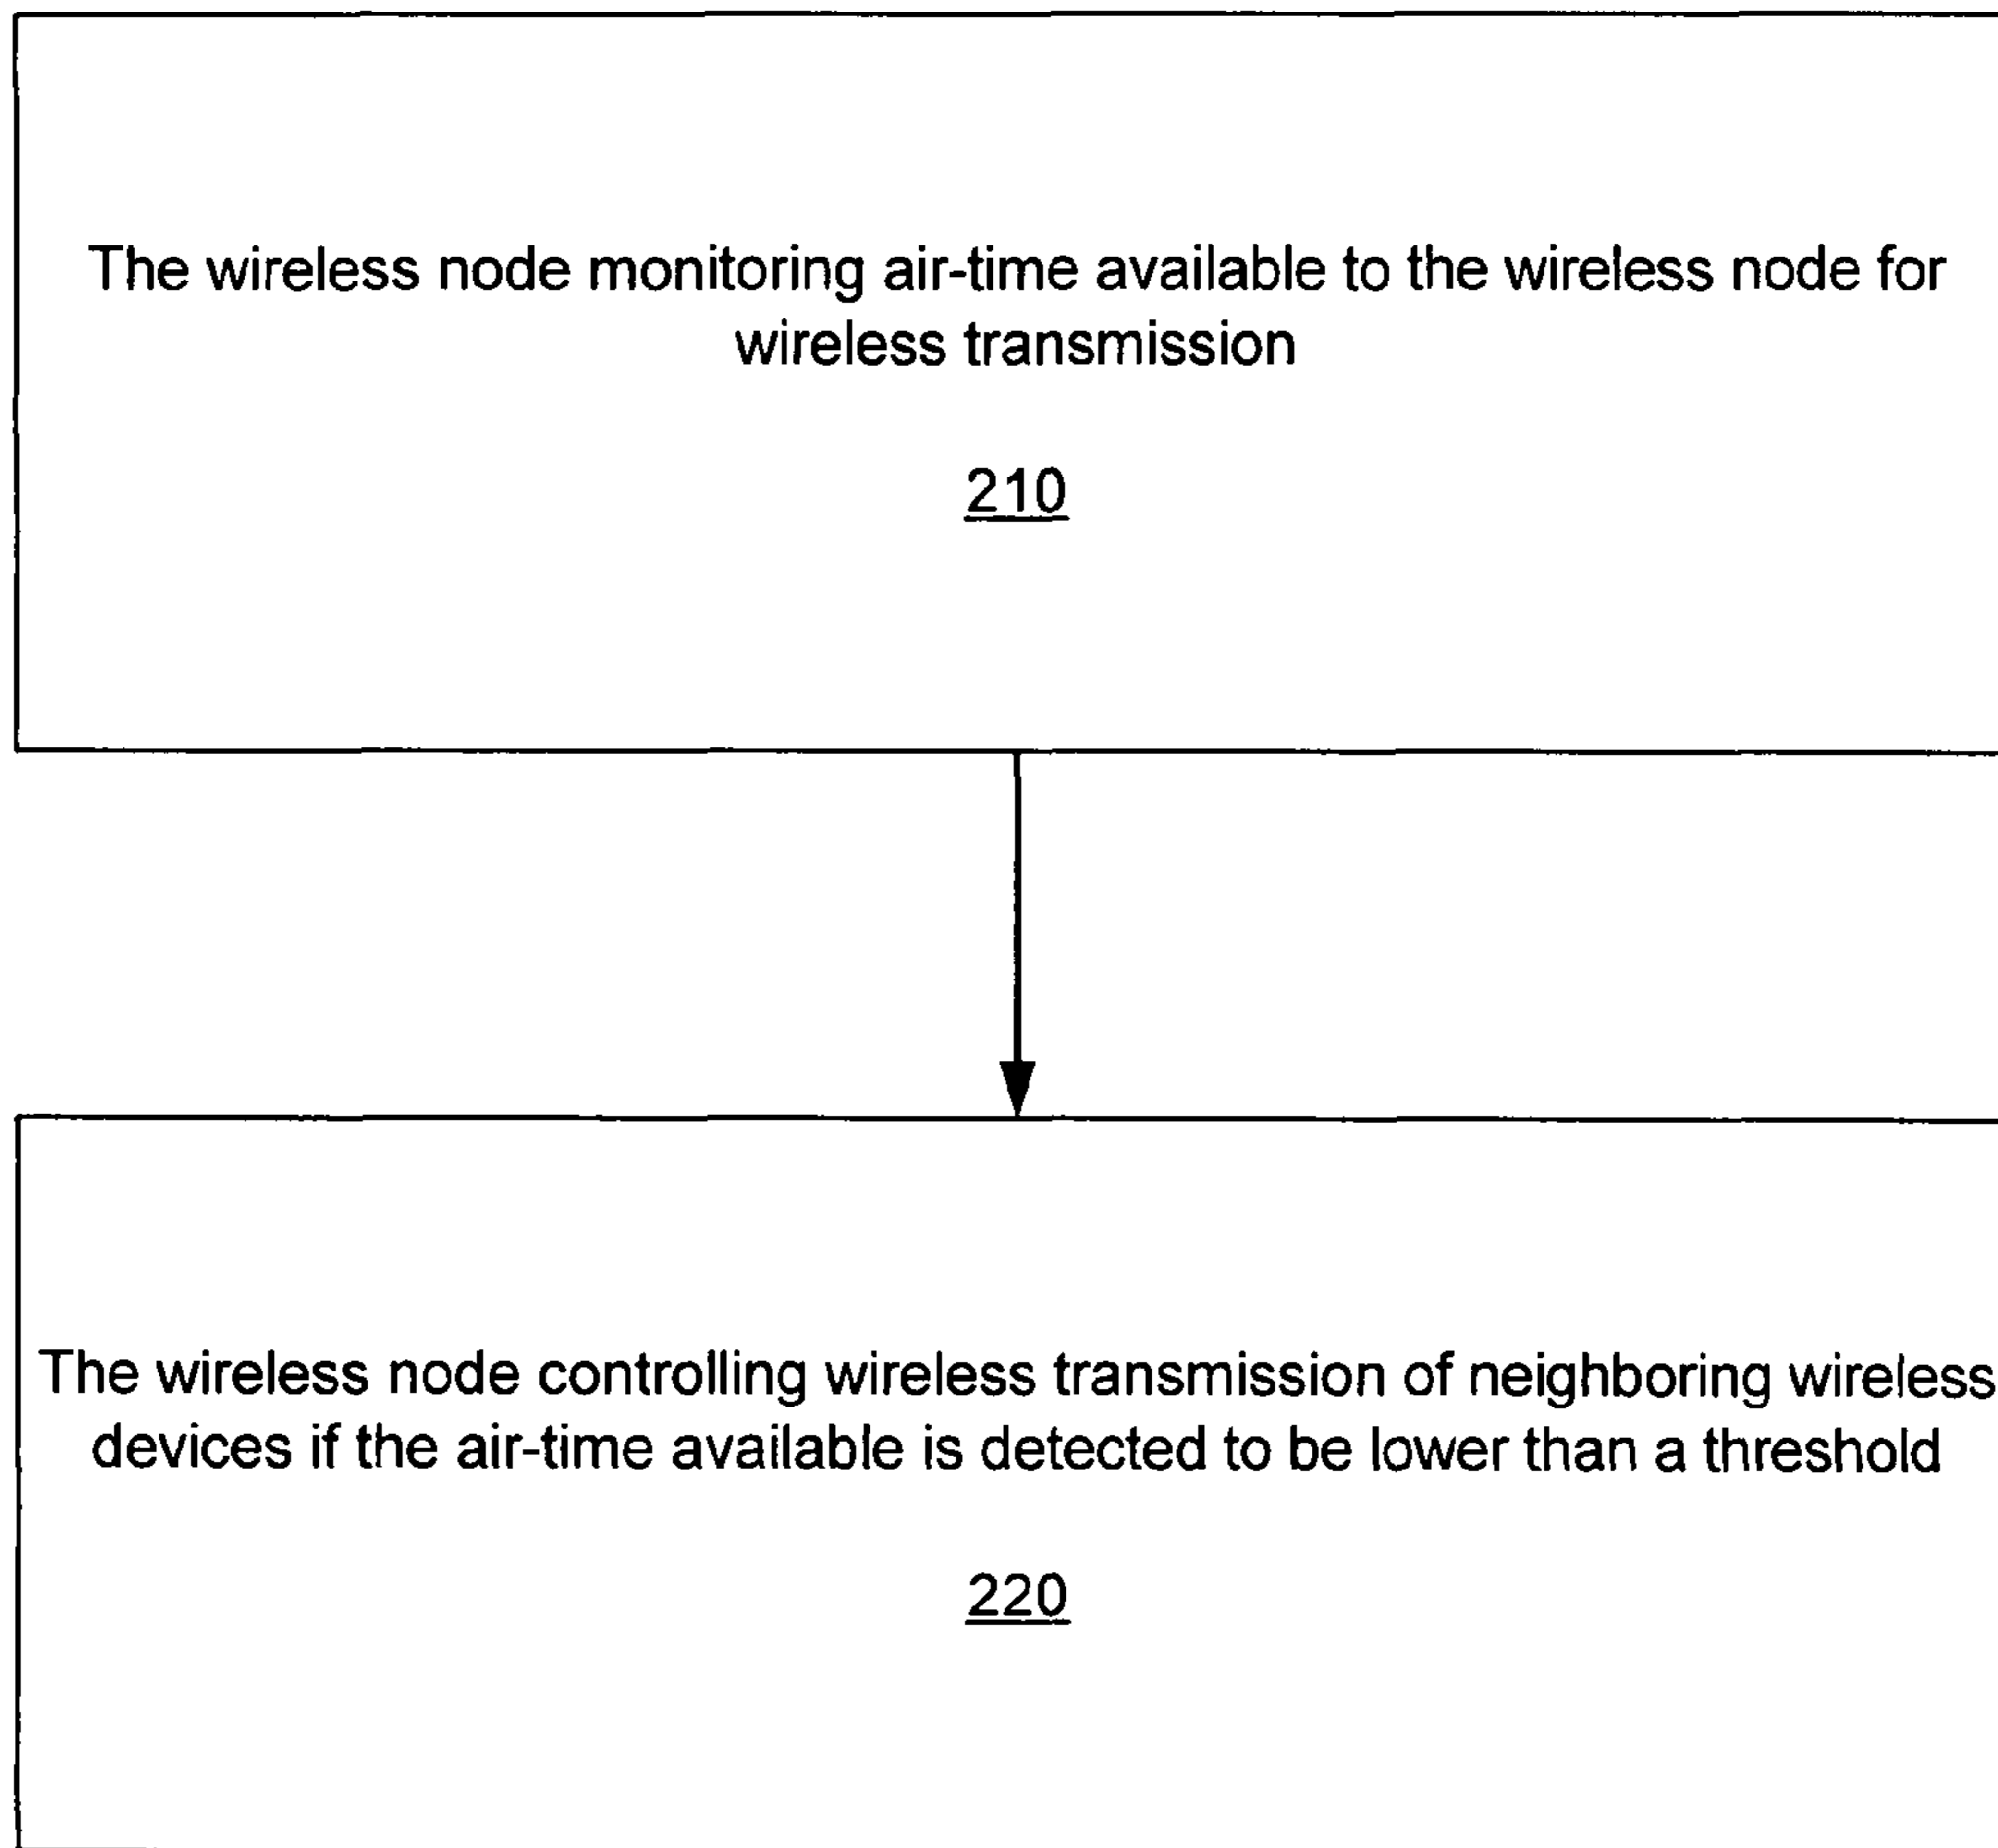 The wireless node monitoring air-time available to the wireless node for
wireless transmission
210
The wireless node controlling wireless transmission of neighboring wireless
devices if the air-time available is detected to be lower than a threshold
220